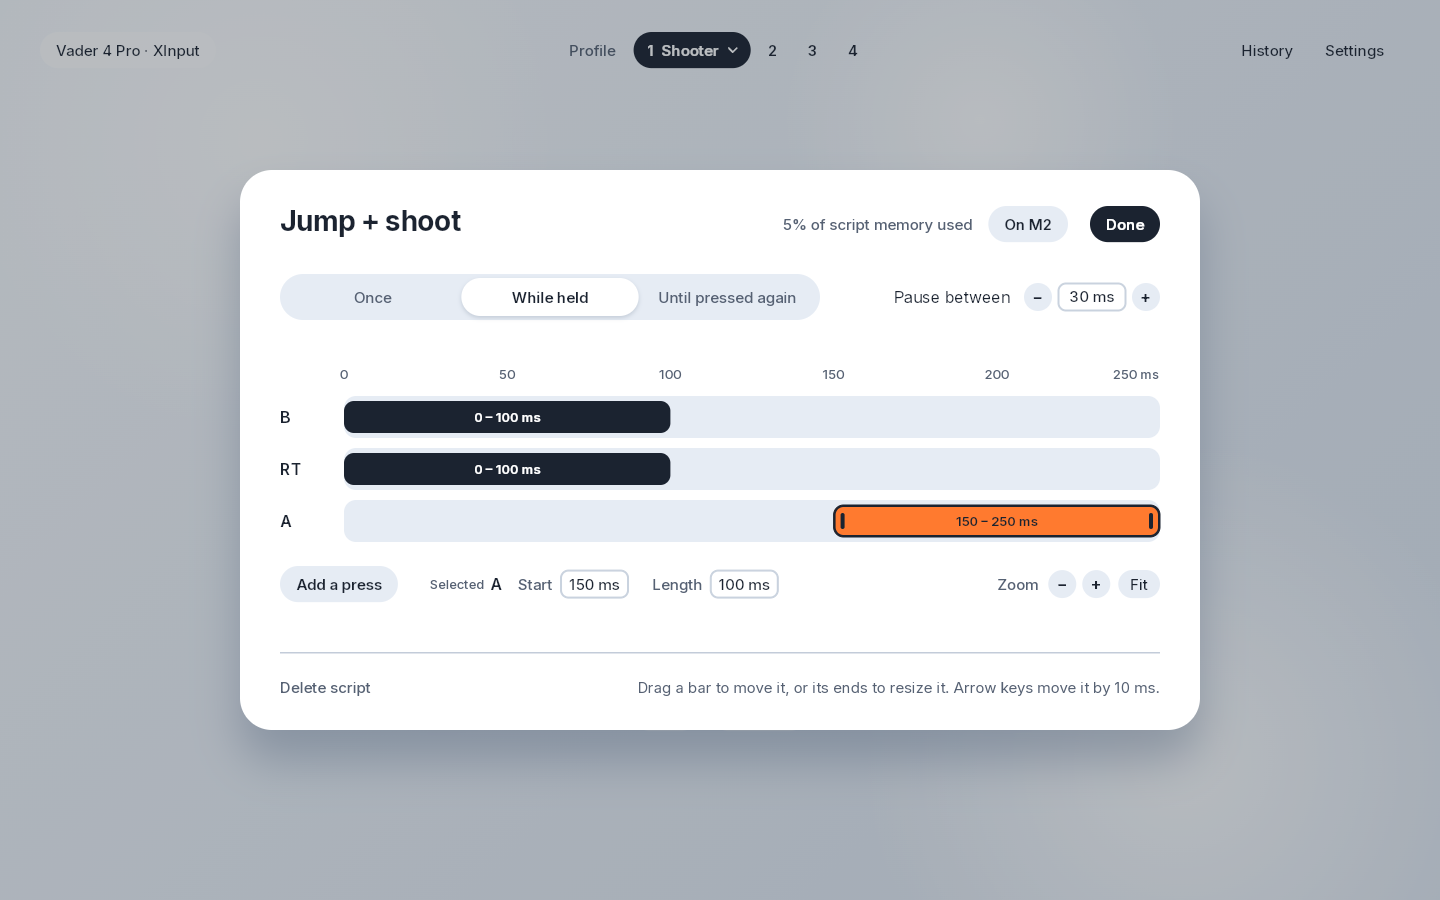 Vader 4 Pro · XInput
Profile 1 Shooter 2 3 4
History Settings
Jump + shoot
5% of script memory used On M2 Done
Once While held Until pressed again
Pause between − 30 ms +
0 50 100 150 200 250 ms
B 0 – 100 ms
RT 0 – 100 ms
A 150 – 250 ms
Add a press Selected A Start 150 ms Length 100 ms Zoom − + Fit
Delete script Drag a bar to move it, or its ends to resize it. Arrow keys move it by 10 ms.